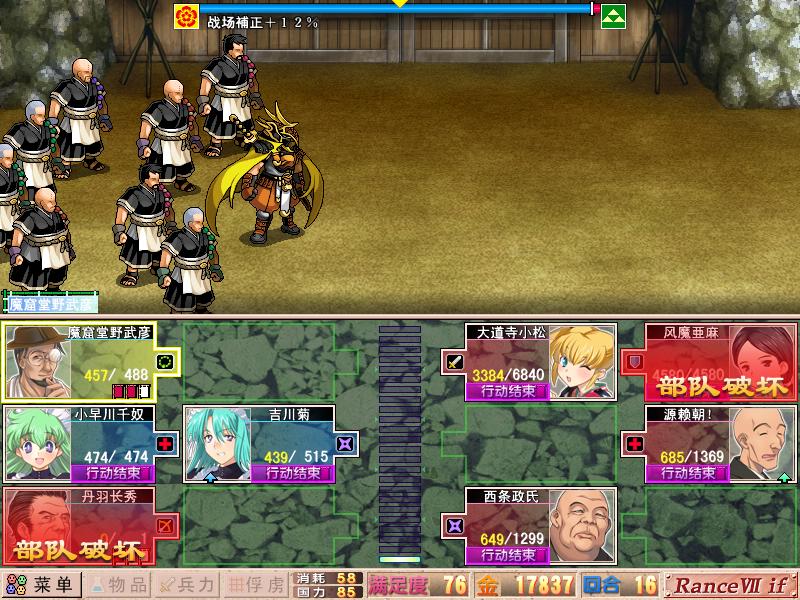 战场補正＋１２％
魔窟堂野武彦
魔窟堂野武彦
457/ 488
大道寺小松
3384/6840
行动结束
风魔亜麻
4580/4580
部队破坏
小早川千奴
474/ 474
行动结束
吉川菊
439/ 515
行动结束
源赖朝！
685/1369
行动结束
丹羽长秀
部队破坏
西条政氏
649/1299
行动结束
菜单
物品
兵力
俘虏
消耗 58
国力 85
满足度 76
金 17837
回合 16
RanceⅦ if